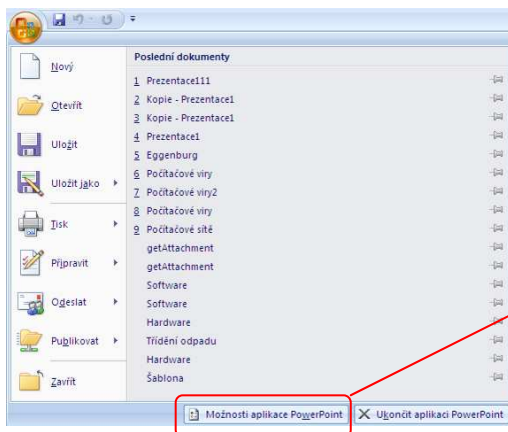 Nový
Otevřít
Uložit
Uložit jako
Tisk
Připravit
Odeslat
Publikovat
Zavřít
Poslední dokumenty
1 Prezentace111
2 Kopie - Prezentace1
3 Kopie - Prezentace1
4 Prezentace1
5 Eggenburg
6 Počítačové viry
7 Počítačové viry2
8 Počítačové viry
9 Počítačové sítě
getAttachment
getAttachment
Software
Software
Hardware
Třídění odpadu
Hardware
Šablona
Možnosti aplikace PowerPoint
Ukončit aplikaci PowerPoint